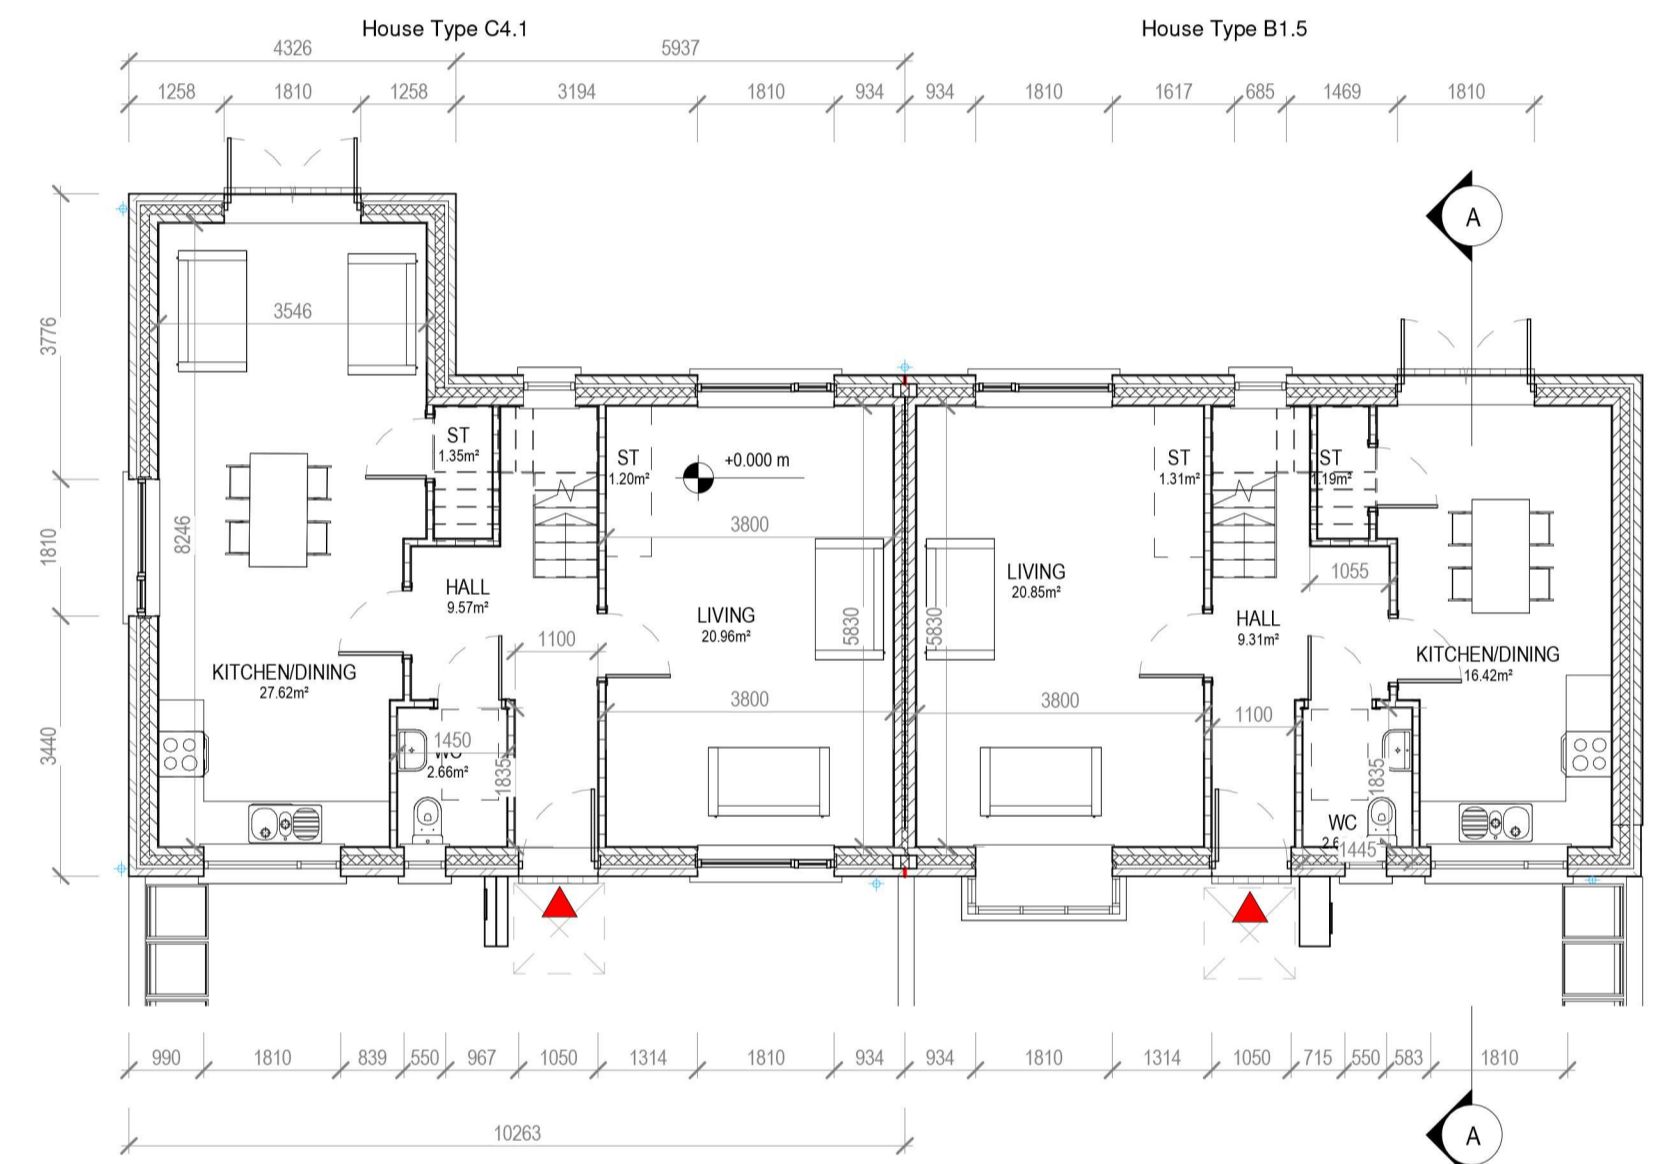 House Type C4.1
House Type B1.5
4326
5937
1258
1810
1258
3194
1810
934
934
1810
1617
685
1469
1810
A
3776
1810
3440
3546
8246
ST
1.35m²
ST
1.20m²
+0.000 m
ST
1.31m²
ST
1.19m²
3800
HALL
9.57m²
LIVING
20.96m²
5830
5830
LIVING
20.85m²
1055
HALL
9.31m²
1100
KITCHEN/DINING
27.62m²
KITCHEN/DINING
16.42m²
3800
3800
1100
1450
WC
2.66m²
1835
1835
WC
1445
990
1810
839
550
967
1050
1314
1810
934
934
1810
1314
1050
715
550
583
1810
10263
A